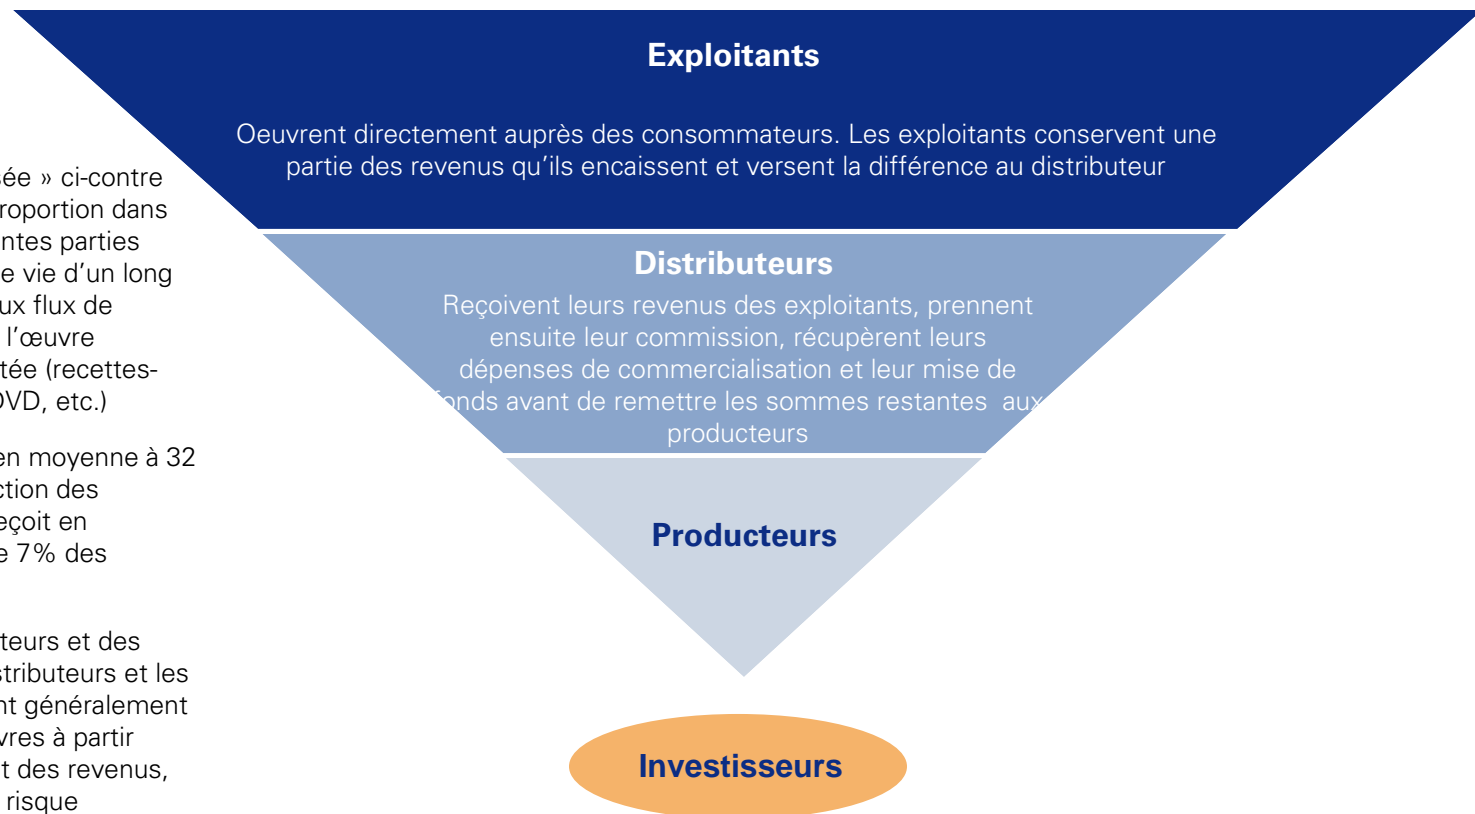 Exploitants
Oeuvrent directement auprès des consommateurs. Les exploitants conservent une
partie des revenus qu’ils encaissent et versent la différence au distributeur
Distributeurs
Reçoivent leurs revenus des exploitants, prennent
ensuite leur commission, récupèrent leurs
dépenses de commercialisation et leur mise de
fonds avant de remettre les sommes restantes aux
producteurs
Producteurs
Investisseurs
sée » ci-contre
roportion dans
ntes parties
e vie d’un long
ux flux de
l’œuvre
tée (recettes-
DVD, etc.)
en moyenne à 32
ction des
eçoit en
e 7% des
teurs et des
stributeurs et les
nt généralement
vres à partir
t des revenus,
risque